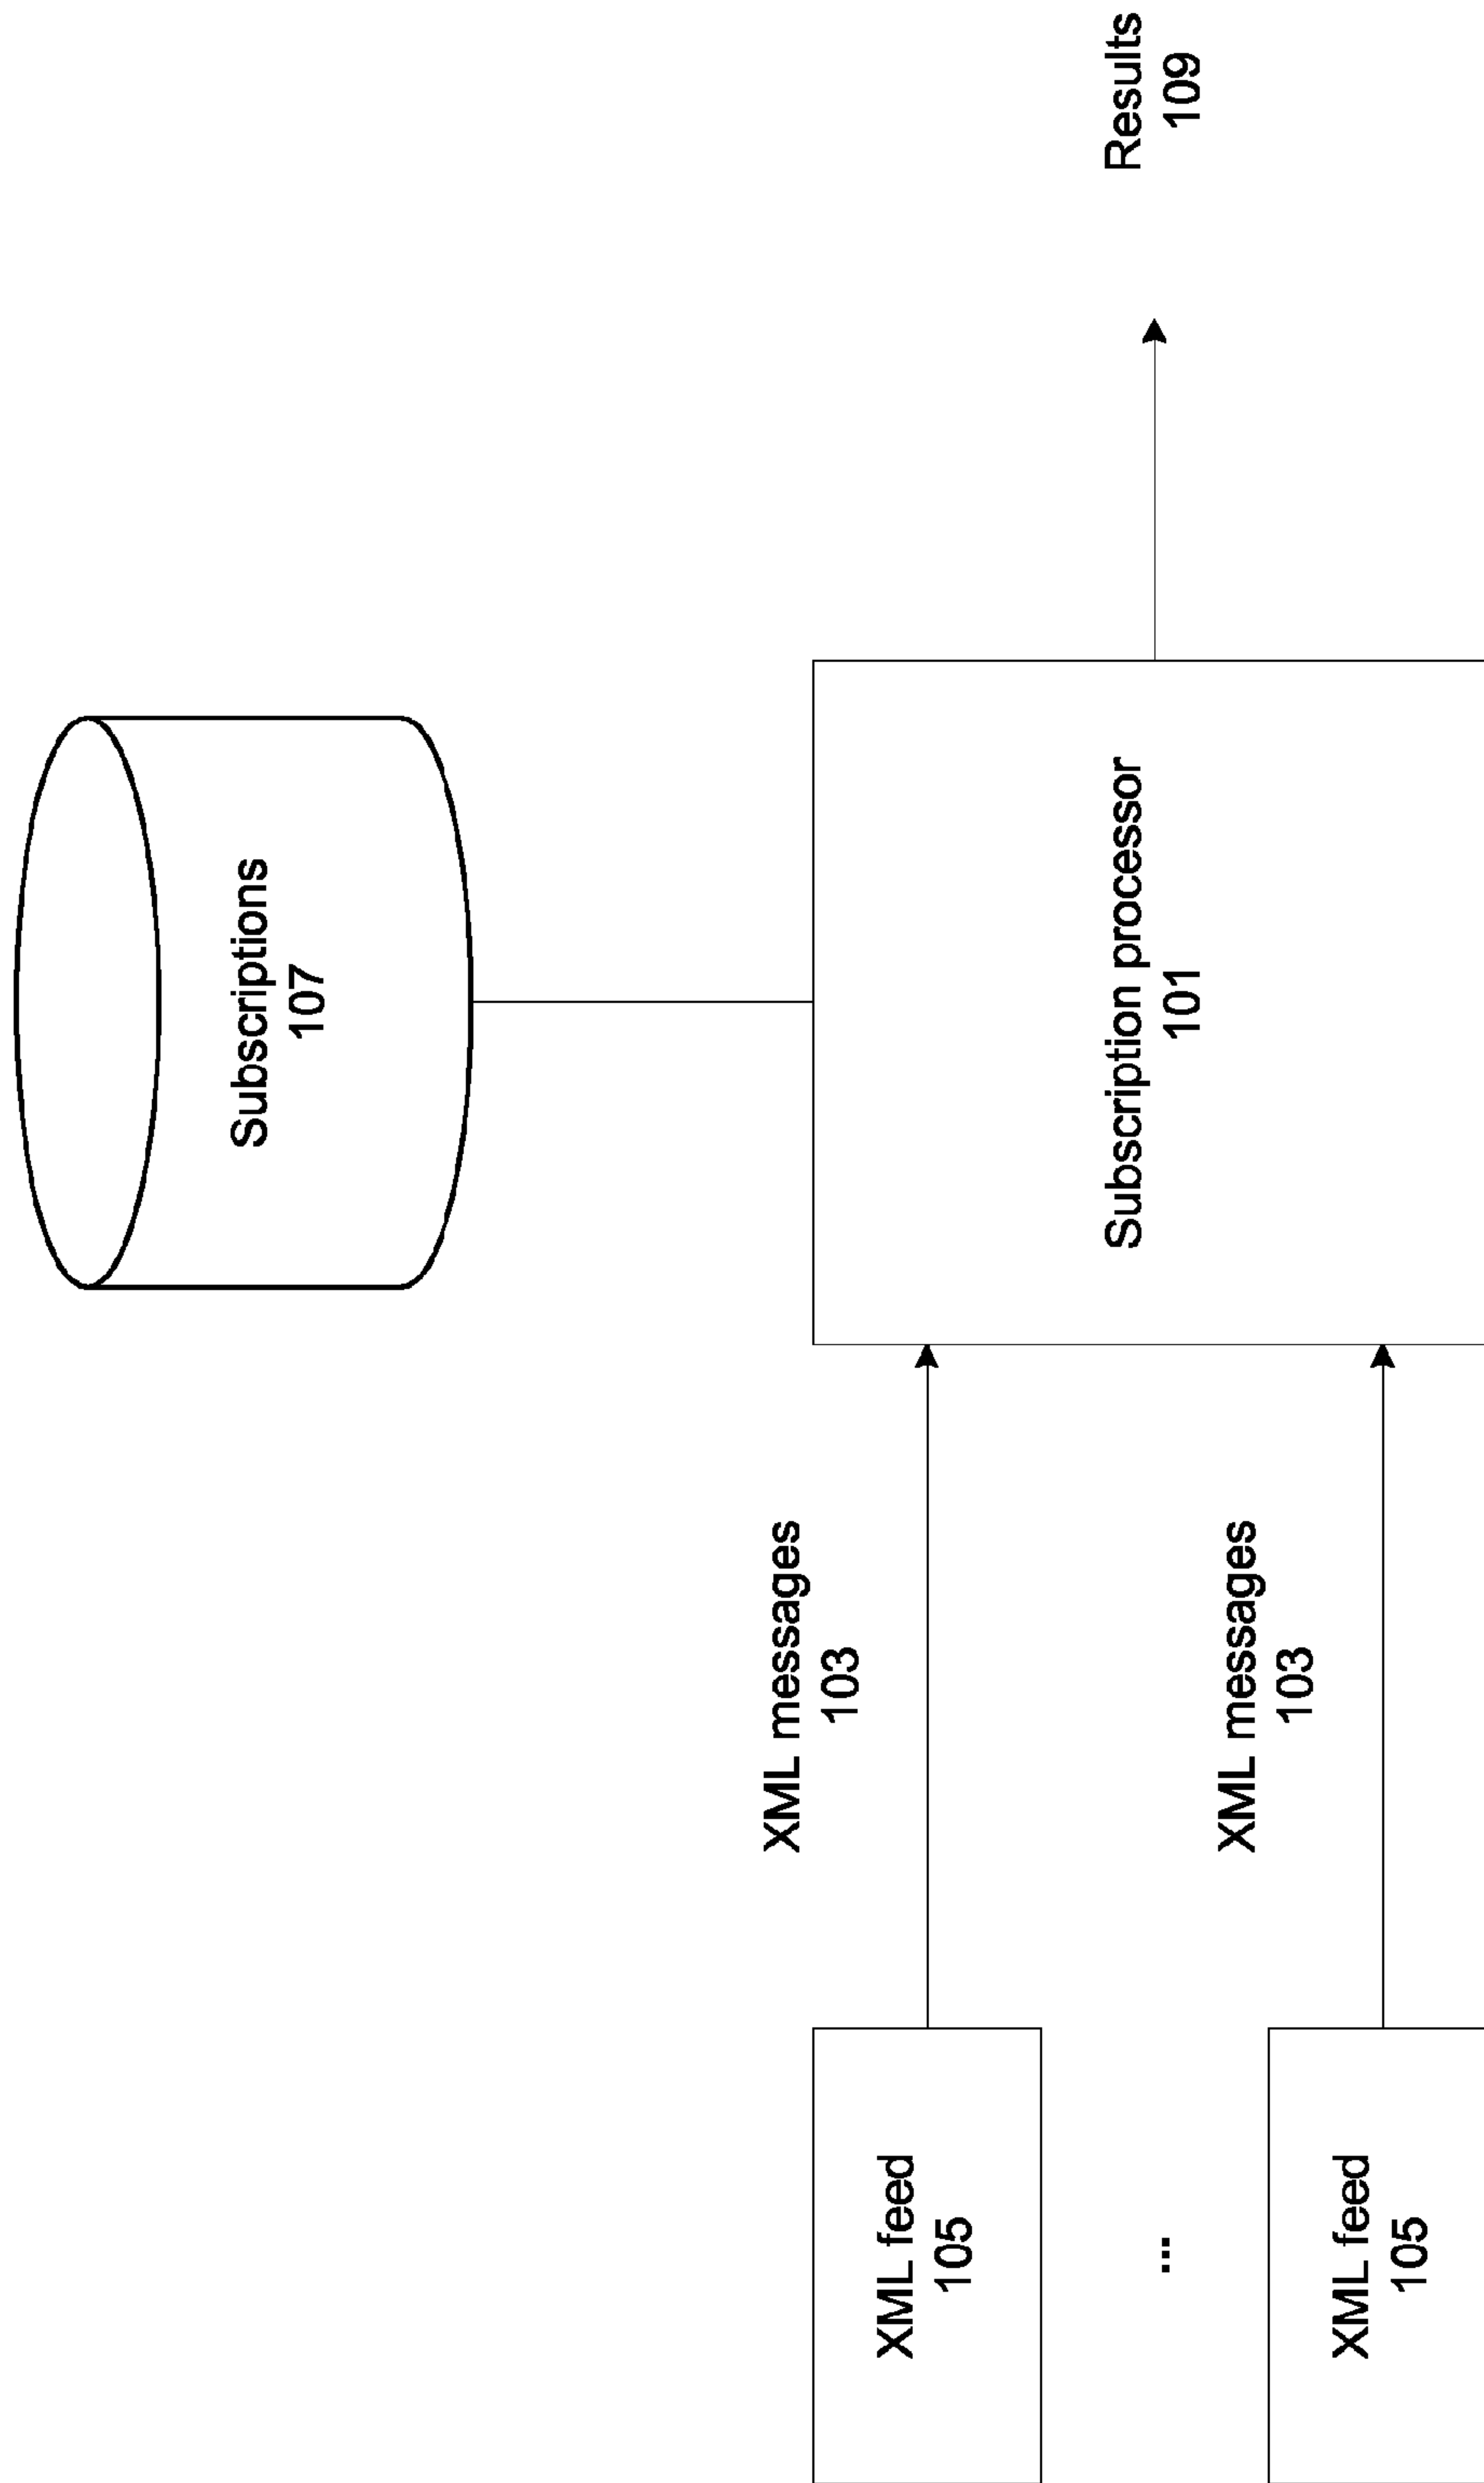 Subscriptions
107
XML messages
103
XML feed
105
Subscription processor
101
Results
109
...
XML messages
103
XML feed
105